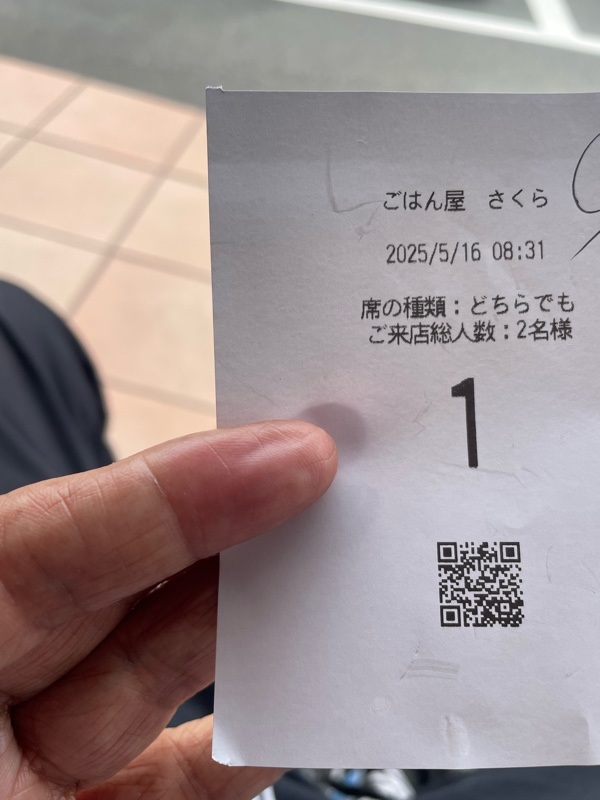 ごはん屋 さくら
2025/5/16 08:31
席の種類：どちらでも
ご来店総人数：2名様
1